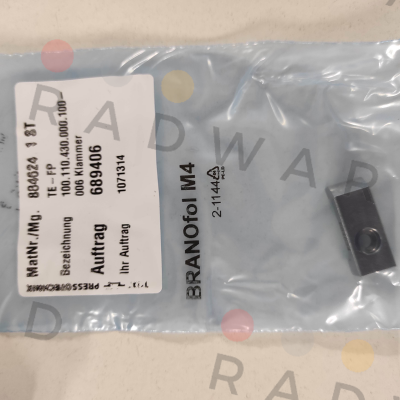 MatNr./Mg. 884624 1 ST
TE-FP
100.110.430.000.100-
Bezeichnung 006 Klammer
Auftrag 689406
Ihr Auftrag 1071314
PRESS
BRANOfol M4
2-1144
RADWAR
RADWAR